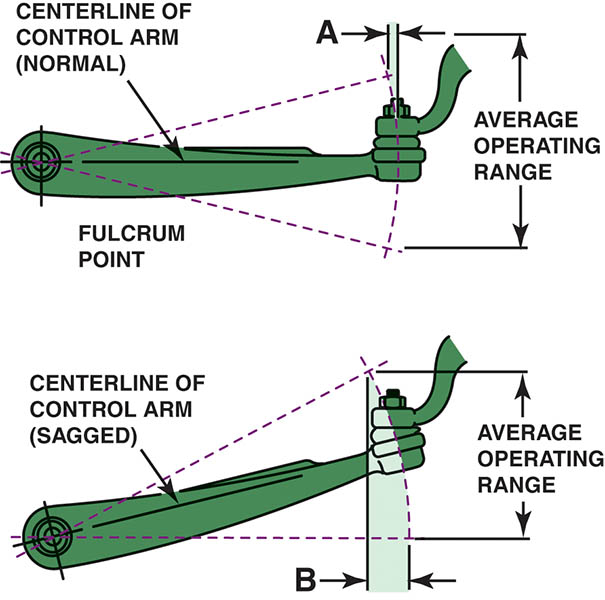 CENTERLINE OF
CONTROL ARM
(NORMAL)
A
AVERAGE
OPERATING
RANGE
FULCRUM
POINT
CENTERLINE OF
CONTROL ARM
(SAGGED)
AVERAGE
OPERATING
RANGE
B